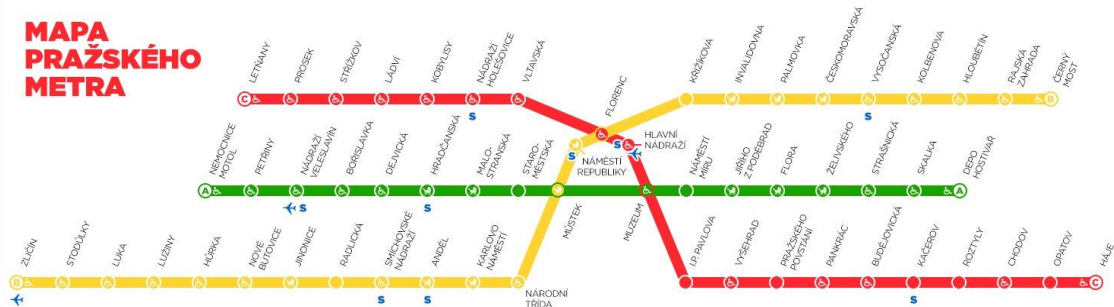 MAPA
PRAŽSKÉHO
METRA
C
LETŇANY
PROSEK
STŘÍŽKOV
LÁDVÍ
KOBYLISY
NÁDRAŽÍ
HOLEŠOVICE
S
VLTAVSKÁ
FLORENC
S
HLAVNÍ
NÁDRAŽÍ
KŘIŽÍKOVA
INVALIDOVNA
PALMOVKA
ČESKOMORAVSKÁ
VYSOČANSKÁ
S
KOLBENOVA
HLOUBĚTÍN
RAJSKÁ
ZAHRADA
ČERNÝ
MOST
B
S
NÁMĚSTÍ
REPUBLIKY
A
NEMOCNICE
MOTOL
PETŘINY
NÁDRAŽÍ
VELESLAVÍN
S
BOŘISLAVKA
DEJVICKÁ
HRADČANSKÁ
S
MALO-
STRANSKÁ
STARO-
MĚSTSKÁ
MŮSTEK
MUZEUM
NÁMĚSTÍ
MÍRU
JIŘÍHO
Z PODĚBRAD
FLORA
ŽELIVSKÉHO
STRAŠNICKÁ
SKALKA
DEPO
HOSTIVAŘ
A
B
ZLIČÍN
STODŮLKY
LUKA
LUŽINY
HŮRKA
NOVÉ
BUTOVICE
JINONICE
RADLICKÁ
SMÍCHOVSKÉ
NÁDRAŽÍ
S
ANDĚL
S
KARLOVO
NÁMĚSTÍ
NÁRODNÍ
TŘÍDA
I.P. PAVLOVA
VYŠEHRAD
PRAŽSKÉHO
POVSTÁNÍ
PANKRÁC
BUDĚJOVICKÁ
KAČEROV
S
ROZTYLY
CHODOV
OPATOV
HÁJE
C